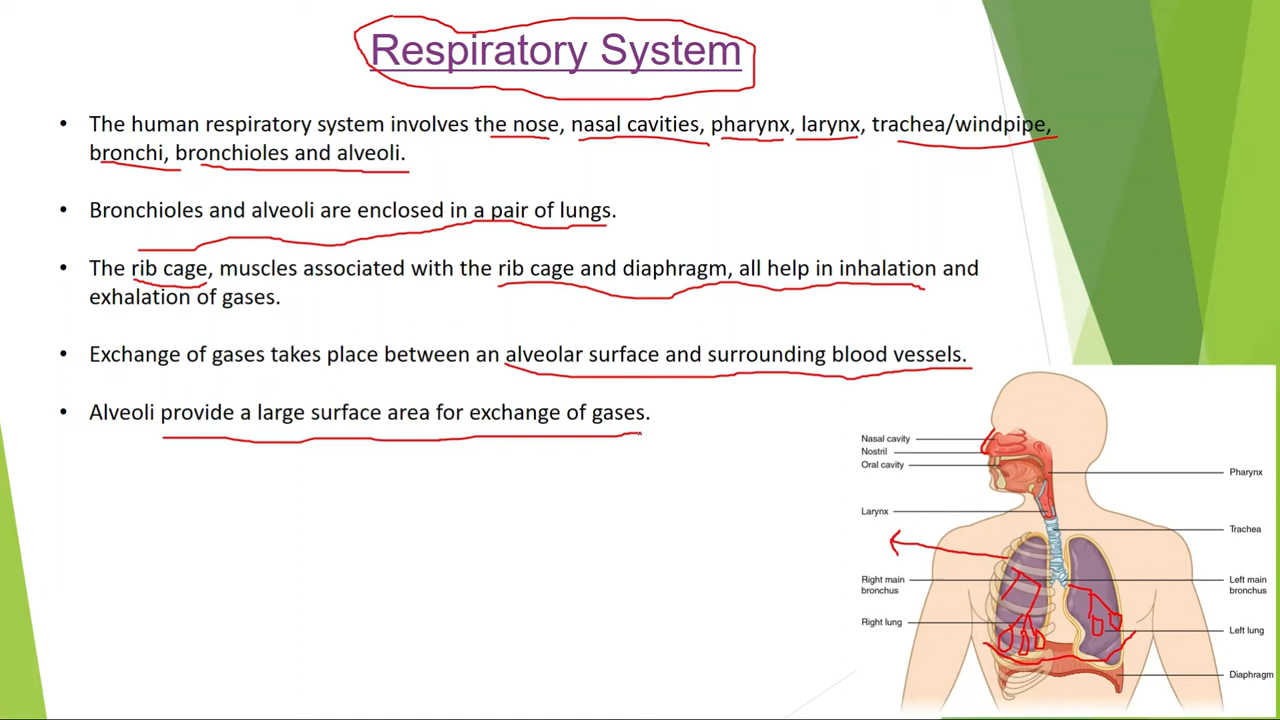 Respiratory System
• The human respiratory system involves the nose, nasal cavities, pharynx, larynx, trachea/windpipe,
bronchi, bronchioles and alveoli.
• Bronchioles and alveoli are enclosed in a pair of lungs.
• The rib cage, muscles associated with the rib cage and diaphragm, all help in inhalation and
exhalation of gases.
• Exchange of gases takes place between an alveolar surface and surrounding blood vessels.
• Alveoli provide a large surface area for exchange of gases.
Nasal cavity
Nostril
Oral cavity
Pharynx
Larynx
Trachea
Right main
bronchus
Left main
bronchus
Right lung
Left lung
Diaphragm